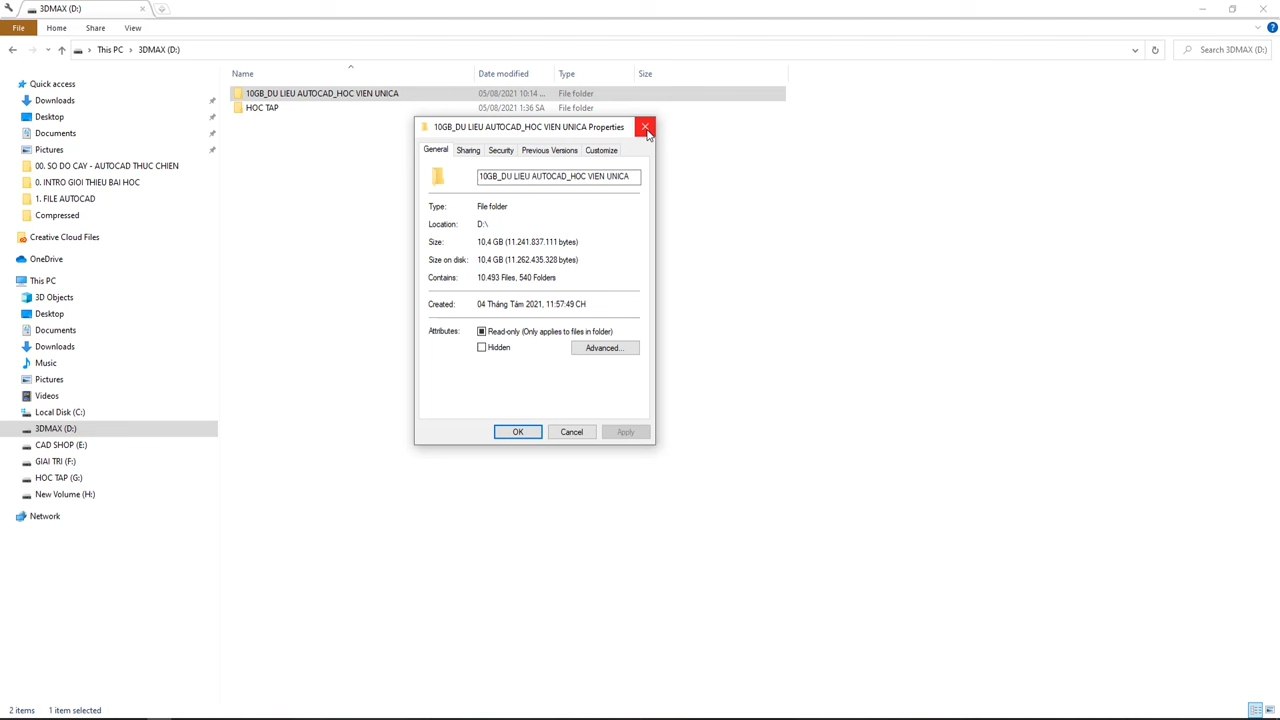 3DMAX (D:)
File
Home
Share
View
This PC
3DMAX (D:)
Search 3DMAX (D:)
Name
Date modified
Type
Size
10GB_DU LIEU AUTOCAD_HOC VIEN UNICA
05/08/2021 10:14 ...
File folder
HOC TAP
05/08/2021 1:36 SA
File folder
Quick access
Downloads
Desktop
Documents
Pictures
00. SO DO CAY - AUTOCAD THUC CHIEN
0. INTRO GIOI THIEU BAI HOC
1. FILE AUTOCAD
Compressed
Creative Cloud Files
OneDrive
This PC
3D Objects
Desktop
Documents
Downloads
Music
Pictures
Videos
Local Disk (C:)
3DMAX (D:)
CAD SHOP (E:)
GIAI TRI (F:)
HOC TAP (G:)
New Volume (H:)
Network
10GB_DU LIEU AUTOCAD_HOC VIEN UNICA Properties
General
Sharing
Security
Previous Versions
Customize
10GB_DU LIEU AUTOCAD_HOC VIEN UNICA
Type: File folder
Location: D:\
Size: 10,4 GB (11.241.837.111 bytes)
Size on disk: 10,4 GB (11.262.435.328 bytes)
Contains: 10.493 Files, 540 Folders
Created: 04 Tháng Tám 2021, 11:57:49 CH
Attributes: Read-only (Only applies to files in folder)
Hidden
Advanced...
OK
Cancel
Apply
2 items
1 item selected